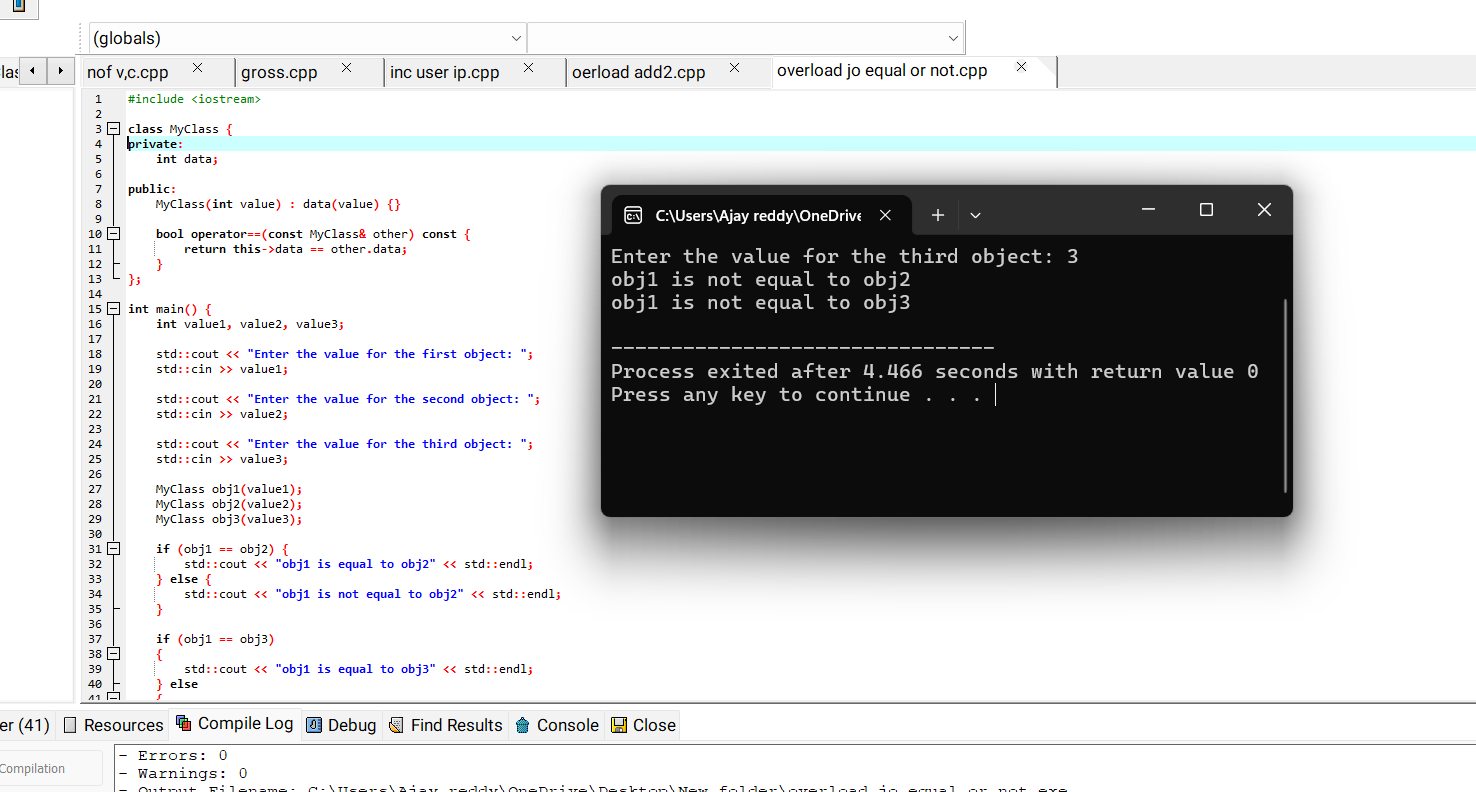 (globals)
las
nof v,c.cpp
gross.cpp
inc user ip.cpp
oerload add2.cpp
overload jo equal or not.cpp
1 #include <iostream>
2
3 class MyClass {
4 private:
5 int data;
6
7 public:
8 MyClass(int value) : data(value) {}
9
10 bool operator==(const MyClass& other) const {
11 return this->data == other.data;
12 }
13 };
14
15 int main() {
16 int value1, value2, value3;
17
18 std::cout << "Enter the value for the first object: ";
19 std::cin >> value1;
20
21 std::cout << "Enter the value for the second object: ";
22 std::cin >> value2;
23
24 std::cout << "Enter the value for the third object: ";
25 std::cin >> value3;
26
27 MyClass obj1(value1);
28 MyClass obj2(value2);
29 MyClass obj3(value3);
30
31 if (obj1 == obj2) {
32 std::cout << "obj1 is equal to obj2" << std::endl;
33 } else {
34 std::cout << "obj1 is not equal to obj2" << std::endl;
35 }
36
37 if (obj1 == obj3)
38 {
39 std::cout << "obj1 is equal to obj3" << std::endl;
40 } else
41 {
C:\Users\Ajay reddy\OneDrive
Enter the value for the third object: 3
obj1 is not equal to obj2
obj1 is not equal to obj3
--------------------------------
Process exited after 4.466 seconds with return value 0
Press any key to continue . . .
er (41)
Resources
Compile Log
Debug
Find Results
Console
Close
Compilation
- Errors: 0
- Warnings: 0
- Output Filename: C:\Users\Ajay reddy\OneDrive\Desktop\New folder\overload jo equal or not.exe